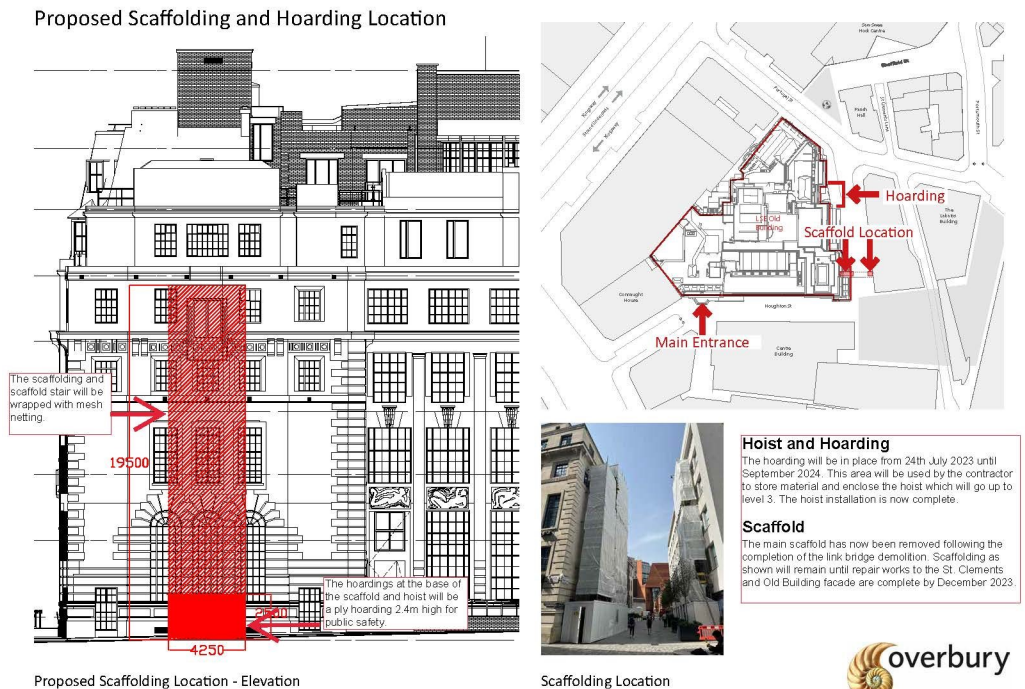 Proposed Scaffolding and Hoarding Location
The scaffolding and
scaffold stair will be
wrapped with mesh
netting.
19500
The hoardings at the base of
the scaffold and hoist will be
a ply hoarding 2.4m high for
public safety.
4250
Proposed Scaffolding Location - Elevation
Kingsway
Kingsway
Portugal St
Sheffield St
Portsmouth St
Hoarding
LSE Old
Building
Scaffold Location
Connaught
House
Houghton St
Main Entrance
Centre
Building
Scaffolding Location
Hoist and Hoarding
The hoarding will be in place from 24th July 2023 until
September 2024. This area will be used by the contractor
to store material and enclose the hoist which will go up to
level 3. The hoist installation is now complete.
Scaffold
The main scaffold has now been removed following the
completion of the link bridge demolition. Scaffolding as
shown will remain until repair works to the St. Clements
and Old Building facade are complete by December 2023.
overbury